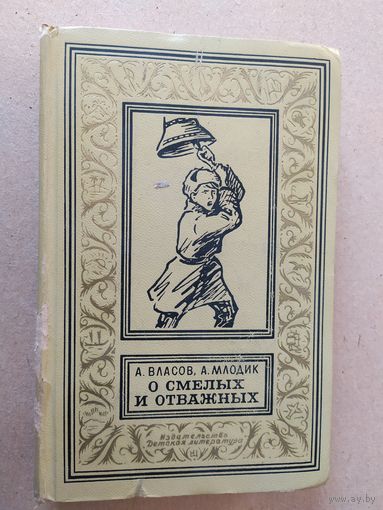 А. ВЛАСОВ, А. МЛОДИК
О СМЕЛЫХ
И ОТВАЖНЫХ
Издательство
Детская литература
www.ay.by